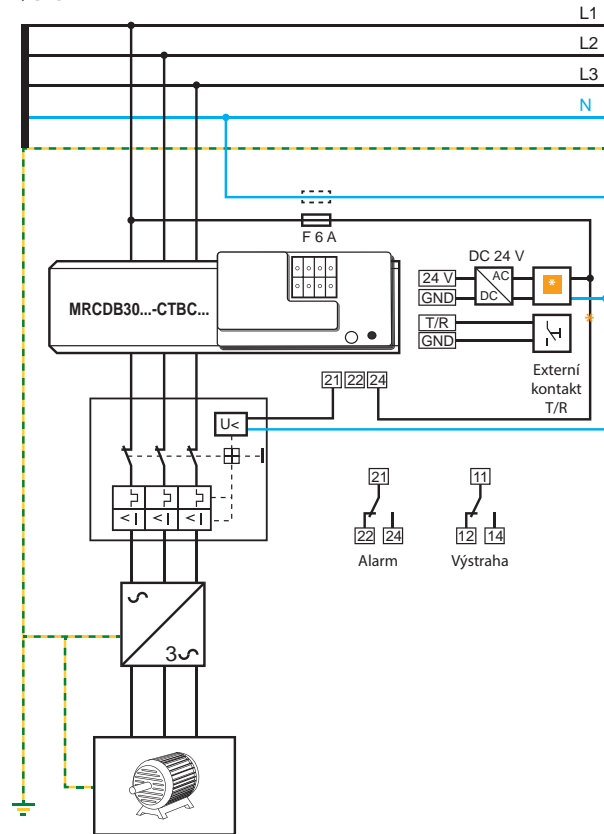 L1
L2
L3
N
F 6 A
DC 24 V
24 V
GND
AC
DC
*
MRCDB30...-CTBC...
T/R
GND
*
Externí
kontakt
T/R
21 22 24
U<
< I < I < I
21
22 24
Alarm
11
12 14
Výstraha
3